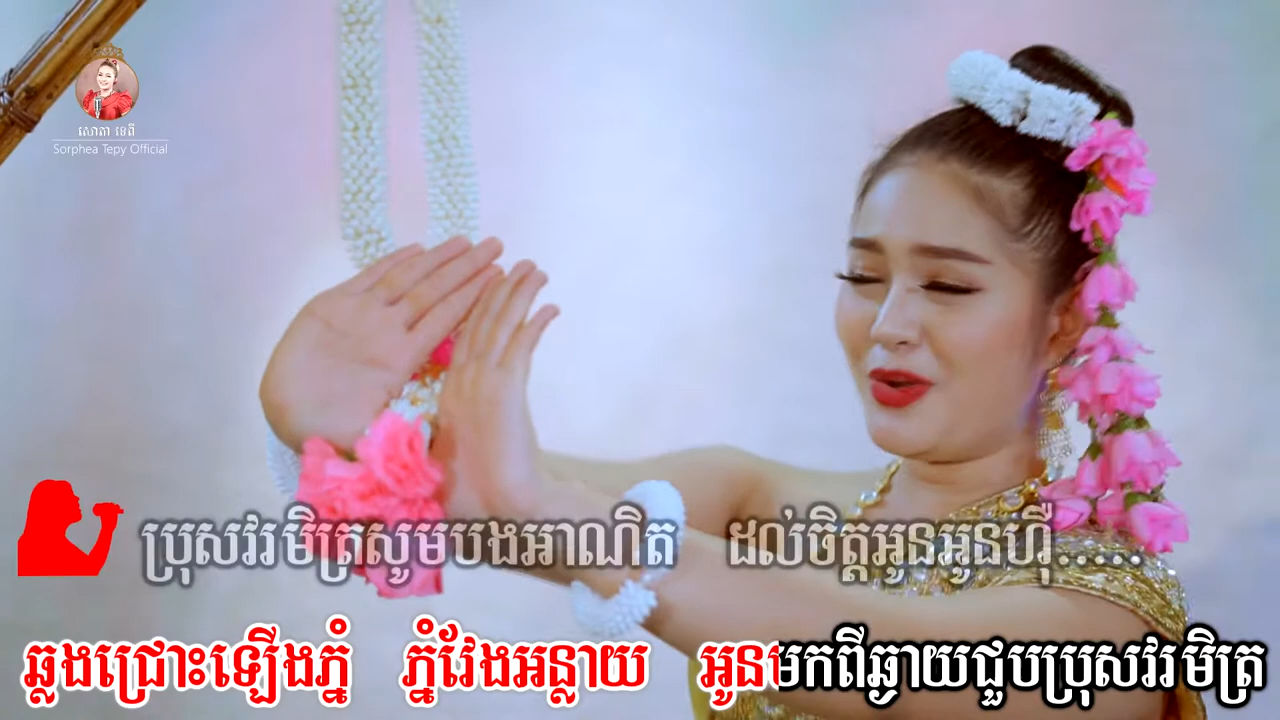 សោភា ទេពី
Sorphea Tepy Official
ប្រុសវរមិត្រសូមបងអាណិត ដល់ចិត្តអូនអូនហ៊ឺ.....
ឆ្លងជ្រោះឡើងភ្នំ ភ្នំវែងអន្លាយ អូនមកពីឆ្ងាយជួបប្រុសវរមិត្រ